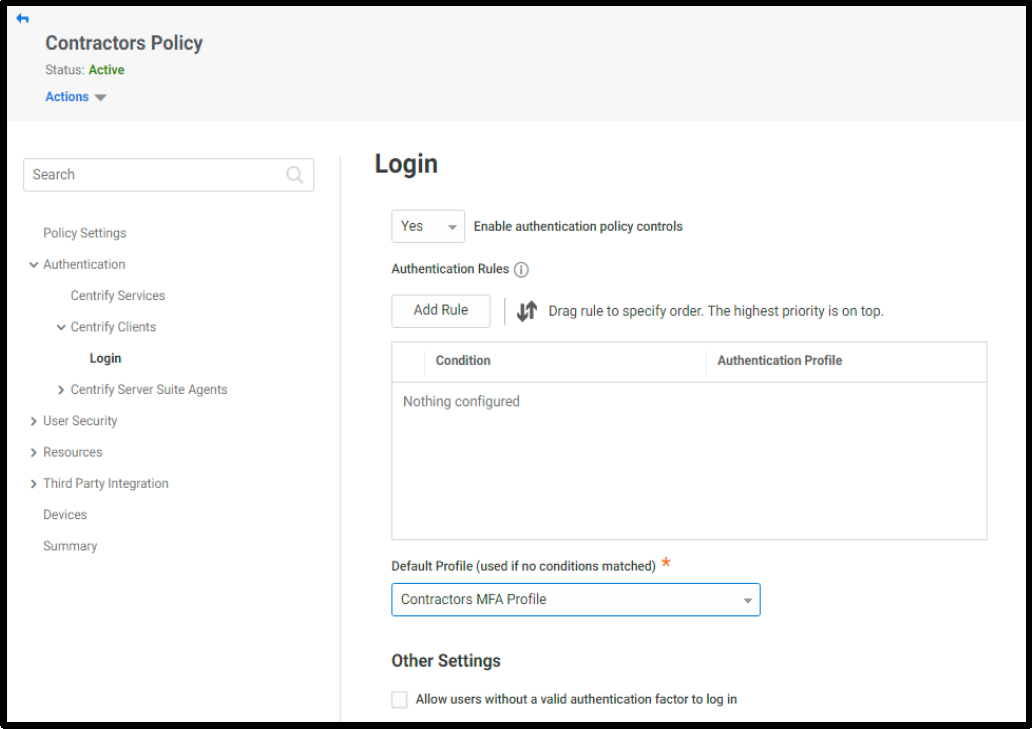 Contractors Policy
Status: Active
Actions
Search
Policy Settings
Authentication
Centrify Services
Centrify Clients
Login
Centrify Server Suite Agents
User Security
Resources
Third Party Integration
Devices
Summary
Login
Yes Enable authentication policy controls
Authentication Rules
Add Rule Drag rule to specify order. The highest priority is on top.
Condition Authentication Profile
Nothing configured
Default Profile (used if no conditions matched) *
Contractors MFA Profile
Other Settings
Allow users without a valid authentication factor to log in